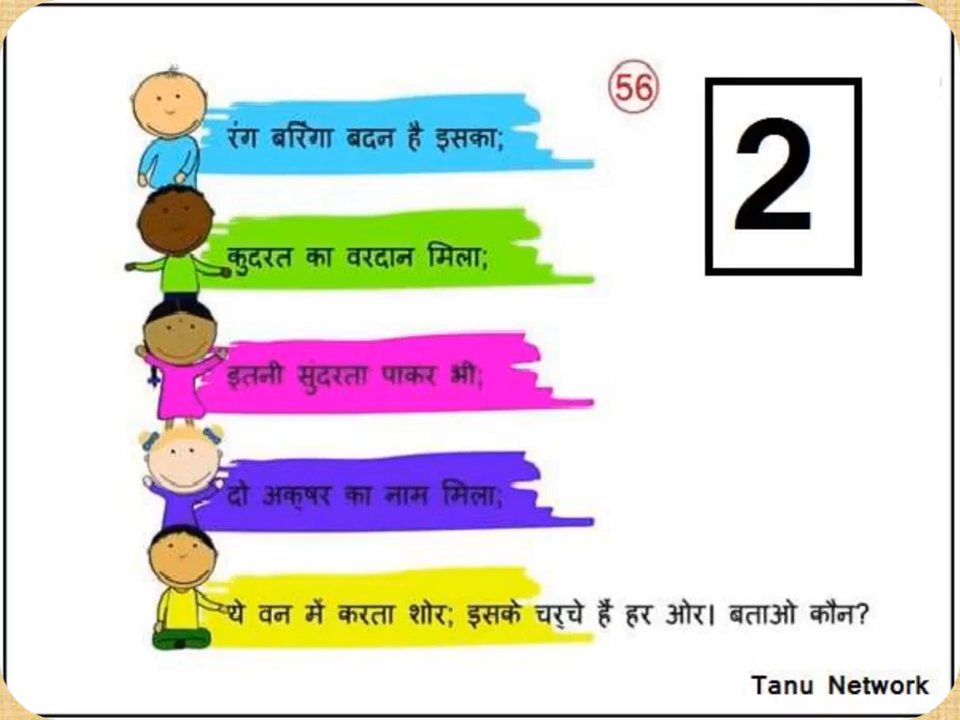 56
2
रंग बरिंगा बदन है इसका;
कुदरत का वरदान मिला;
इतनी सुंदरता पाकर भी;
दो अक्‌षर का नाम मिला;
ये वन में करता शोर; इसके चर्‌चे हैं हर ओर। बताओ कौन?
Tanu Network